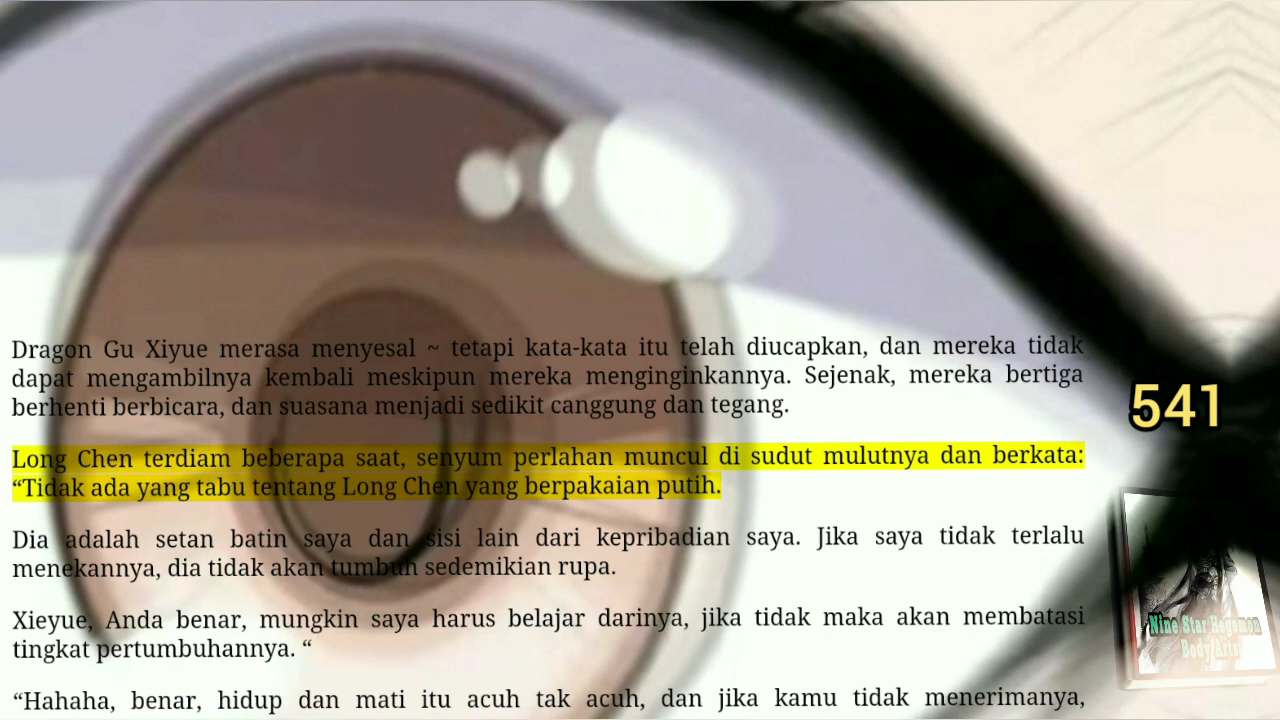 Dragon Gu Xiyue merasa menyesal ~ tetapi kata-kata itu telah diucapkan, dan mereka tidak
dapat mengambilnya kembali meskipun mereka menginginkannya. Sejenak, mereka bertiga
berhenti berbicara, dan suasana menjadi sedikit canggung dan tegang.
Long Chen terdiam beberapa saat, senyum perlahan muncul di sudut mulutnya dan berkata:
“Tidak ada yang tabu tentang Long Chen yang berpakaian putih.
Dia adalah setan batin saya dan sisi lain dari kepribadian saya. Jika saya tidak terlalu
menekannya, dia tidak akan tumbuh sedemikian rupa.
Xieyue, Anda benar, mungkin saya harus belajar darinya, jika tidak maka akan membatasi
tingkat pertumbuhannya. “
“Hahaha, benar, hidup dan mati itu acuh tak acuh, dan jika kamu tidak menerimanya,
541
Nine Star Hegemon
Body Arts